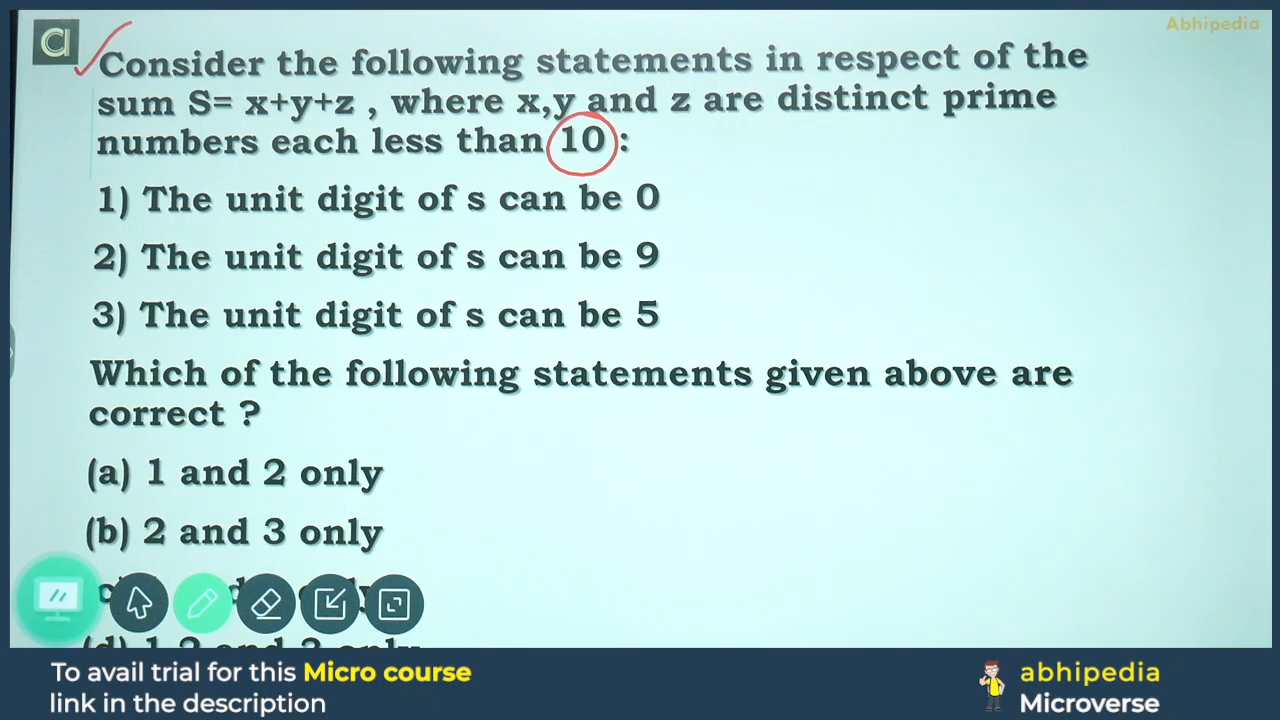 Abhipedia
a
Consider the following statements in respect of the
sum S= x+y+z , where x,y and z are distinct prime
numbers each less than 10 :
1) The unit digit of s can be 0
2) The unit digit of s can be 9
3) The unit digit of s can be 5
Which of the following statements given above are
correct ?
(a) 1 and 2 only
(b) 2 and 3 only
To avail trial for this Micro course
link in the description
abhipedia
Microverse